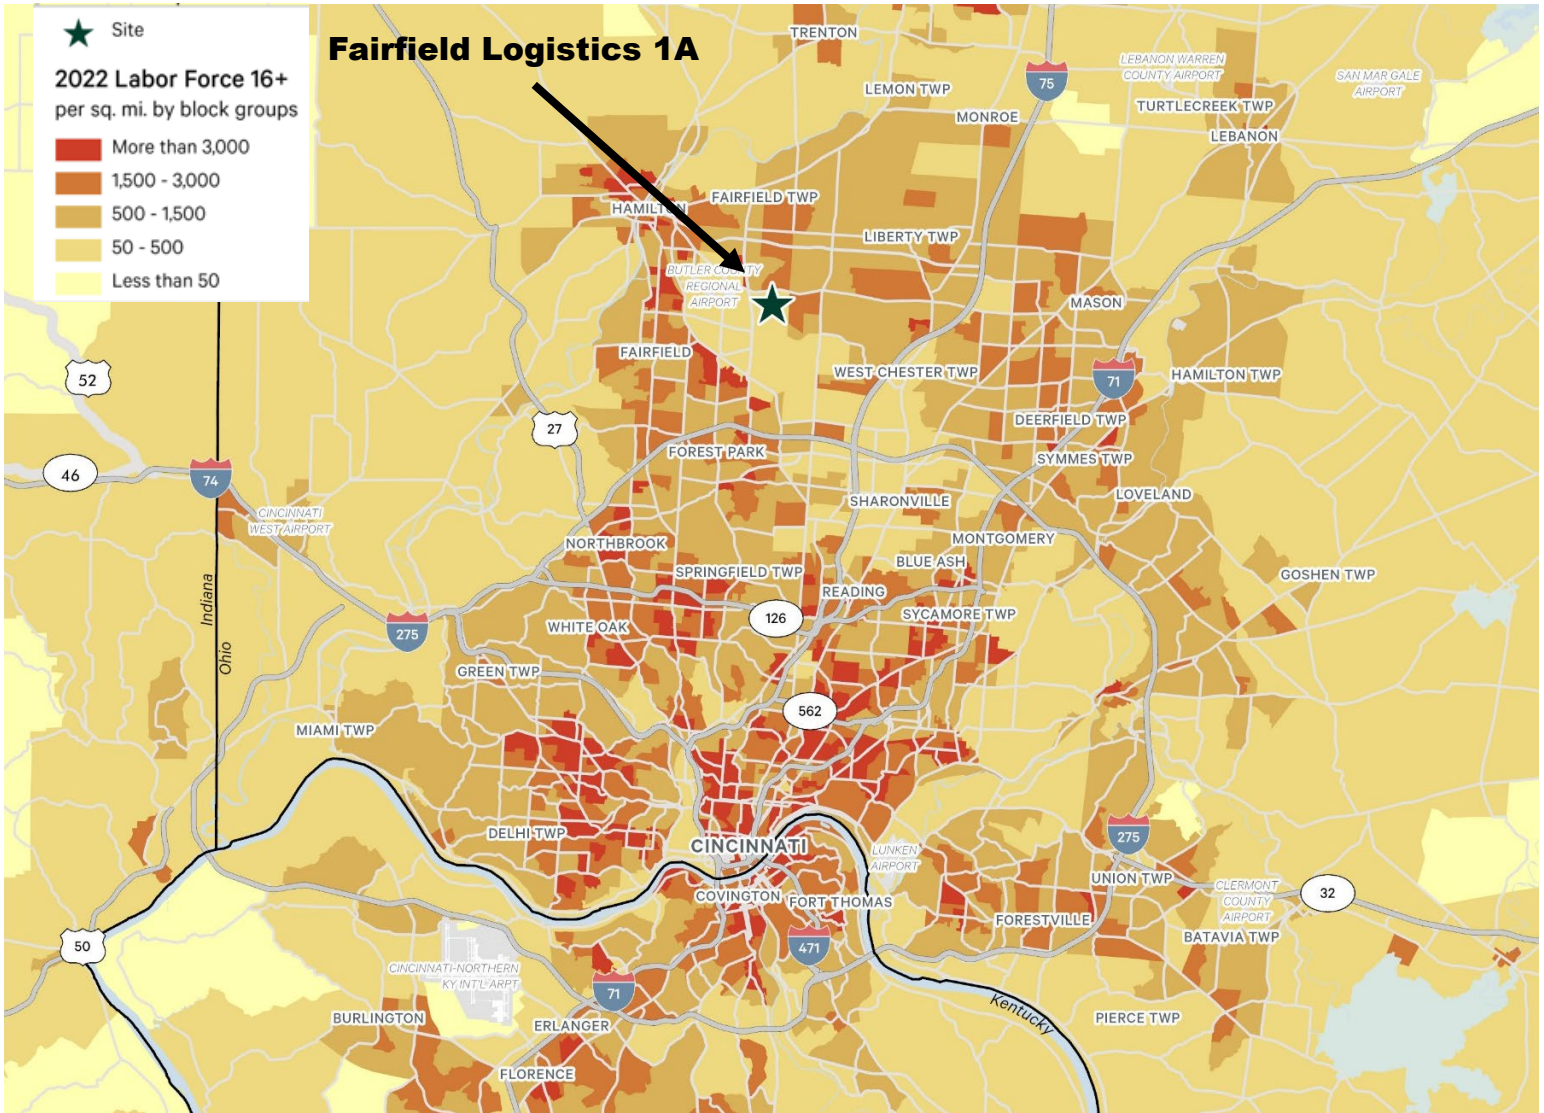 Site
Fairfield Logistics 1A
2022 Labor Force 16+
per sq. mi. by block groups
More than 3,000
1,500 - 3,000
500 - 1,500
50 - 500
Less than 50
TRENTON
75
LEBANON WARREN
COUNTY AIRPORT
SAN MAR GALE
AIRPORT
LEMON TWP
TURTLECREEK TWP
MONROE
LEBANON
FAIRFIELD TWP
HAMILTON
LIBERTY TWP
BUTLER COUNTY
REGIONAL
AIRPORT
MASON
FAIRFIELD
WEST CHESTER TWP
71
HAMILTON TWP
52
27
DEERFIELD TWP
FOREST PARK
SYMMES TWP
46
74
LOVELAND
SHARONVILLE
CINCINNATI
WEST AIRPORT
NORTHBROOK
MONTGOMERY
BLUE ASH
SPRINGFIELD TWP
GOSHEN TWP
READING
Indiana
Ohio
275
WHITE OAK
126
SYCAMORE TWP
GREEN TWP
562
MIAMI TWP
DELHI TWP
CINCINNATI
LUNKEN
AIRPORT
275
UNION TWP
COVINGTON
FORT THOMAS
CLERMONT
COUNTY
AIRPORT
32
FORESTVILLE
BATAVIA TWP
50
471
CINCINNATI-NORTHERN
KY INT'L ARPT
71
Kentucky
BURLINGTON
ERLANGER
PIERCE TWP
FLORENCE